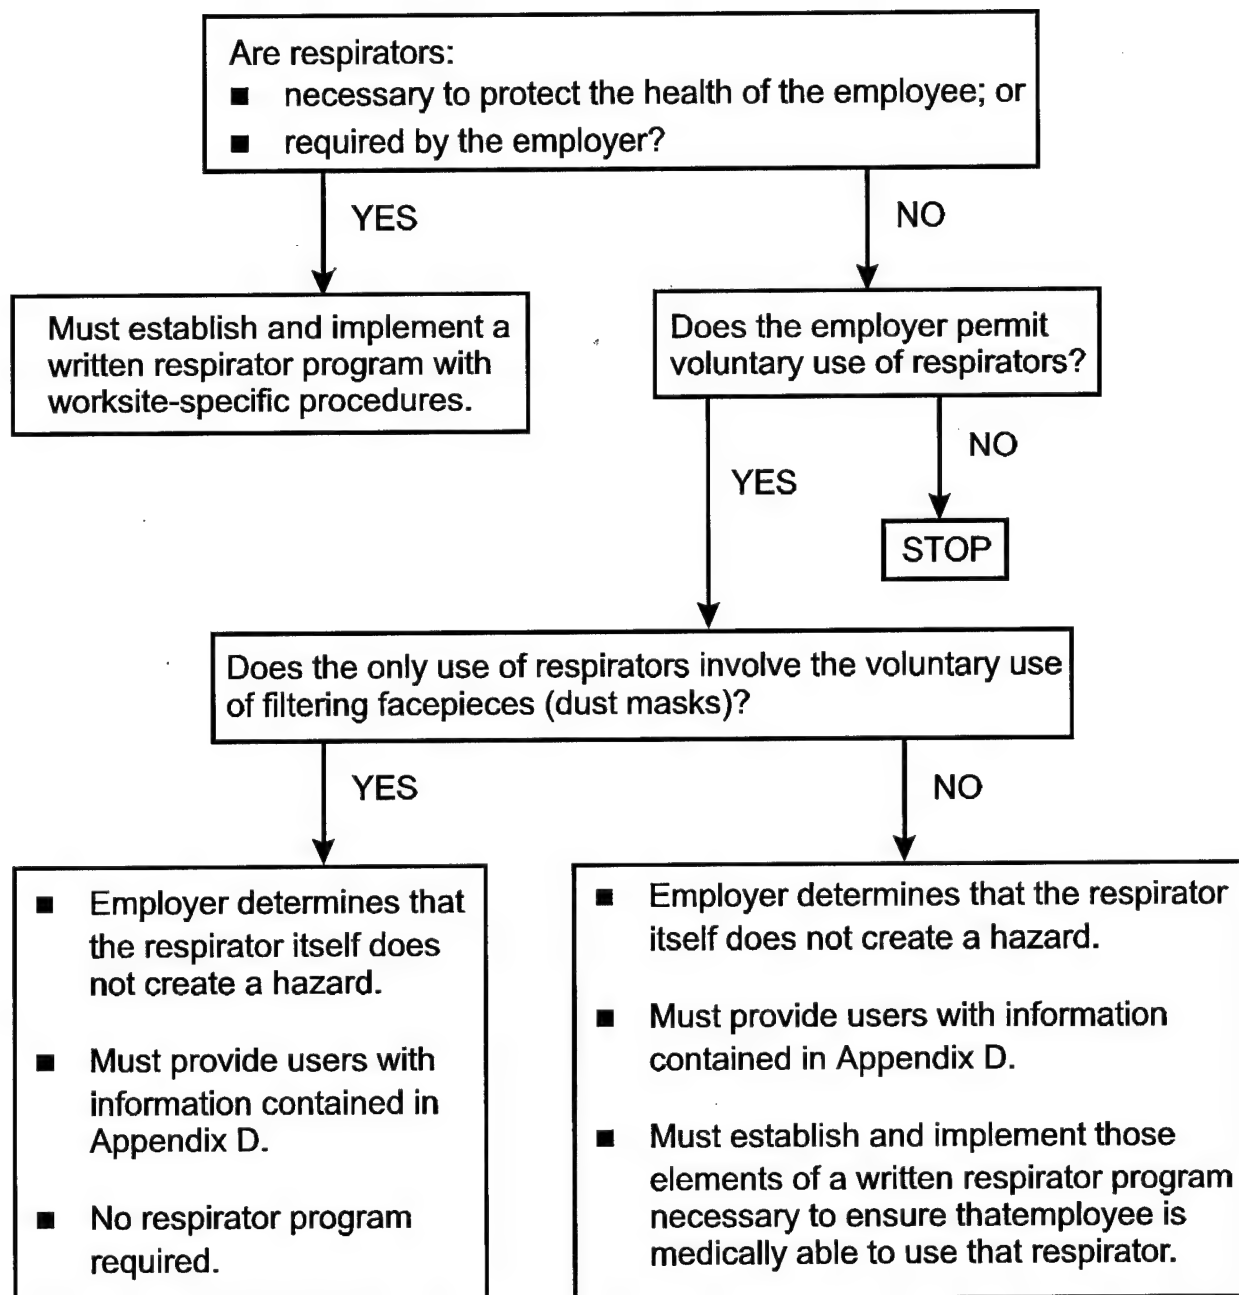 Are respirators:
■ necessary to protect the health of the employee; or
■ required by the employer?
YES
NO
Must establish and implement a
written respirator program with
worksite-specific procedures.
Does the employer permit
voluntary use of respirators?
YES
NO
STOP
Does the only use of respirators involve the voluntary use
of filtering facepieces (dust masks)?
YES
NO
■ Employer determines that
the respirator itself does
not create a hazard.
■ Must provide users with
information contained in
Appendix D.
■ No respirator program
required.
■ Employer determines that the respirator
itself does not create a hazard.
■ Must provide users with information
contained in Appendix D.
■ Must establish and implement those
elements of a written respirator program
necessary to ensure thatemployee is
medically able to use that respirator.